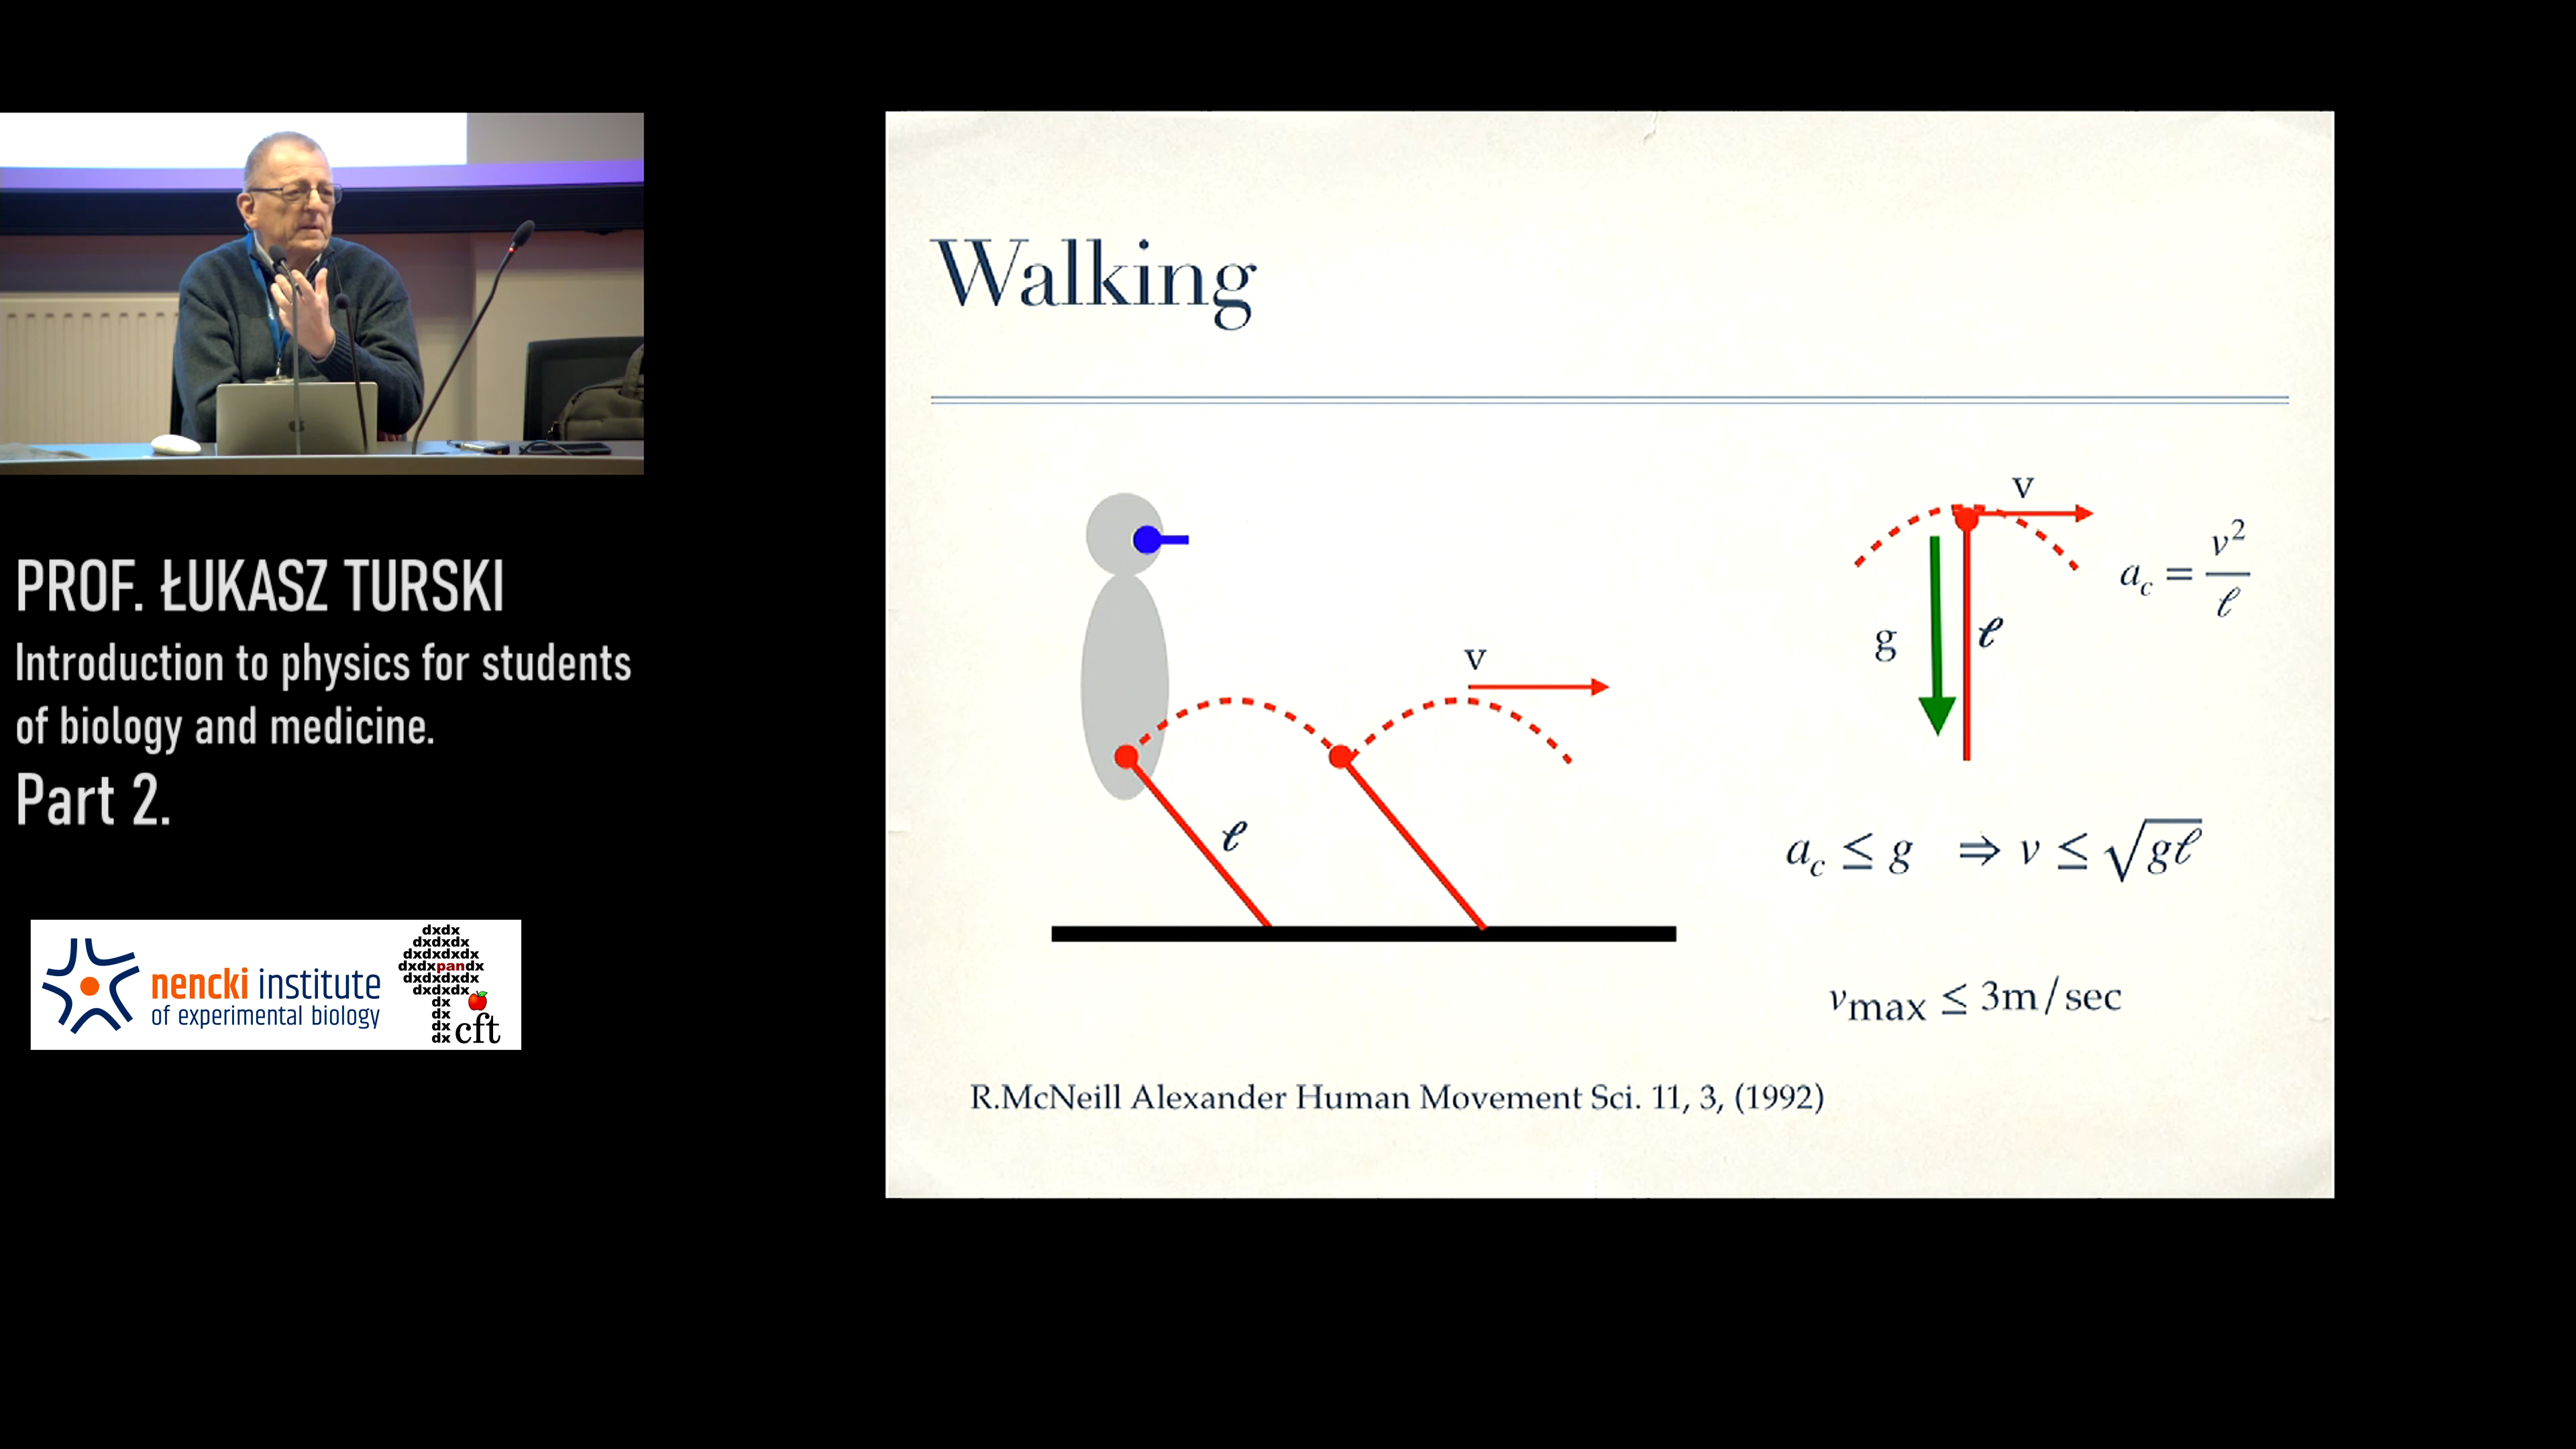 PROF. ŁUKASZ TURSKI
Introduction to physics for students
of biology and medicine.
Part 2.
nencki institute
of experimental biology
dxdx
dxdxdx
dxdxdxdx
dxdxpandx
dxdxdxdx
dxdxdx
dx
dx
dx
dx cft
Walking
v
ℓ
v
g
ℓ
a_c = v²/ℓ
a_c ≤ g ⇒ v ≤ √gℓ
v_max ≤ 3m/sec
R.McNeill Alexander Human Movement Sci. 11, 3, (1992)